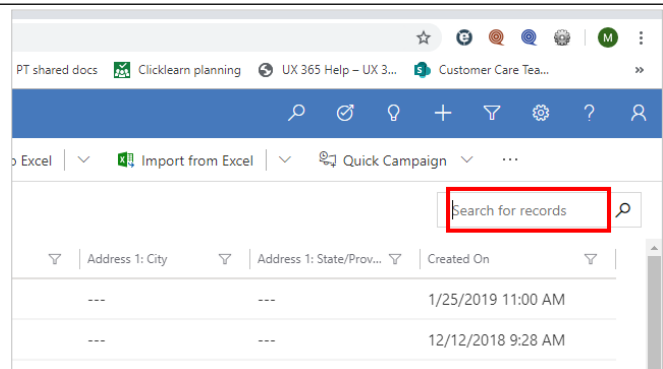 M
PT shared docs Clicklearn planning UX 365 Help – UX 3... Customer Care Tea... »
?
Excel Import from Excel Quick Campaign ...
Search for records
Address 1: City Address 1: State/Prov... Created On
--- --- 1/25/2019 11:00 AM
--- --- 12/12/2018 9:28 AM